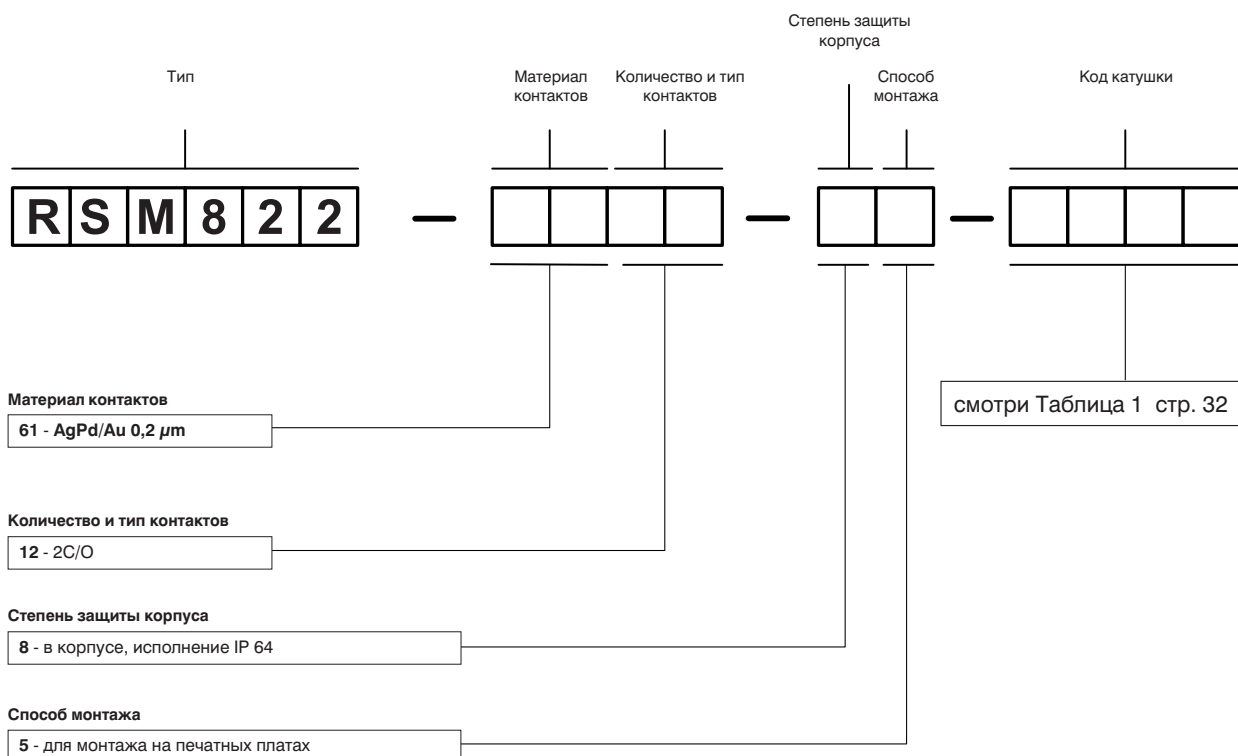 Степень защиты
корпуса
Тип
Материал
контактов
Количество и тип
контактов
Способ
монтажа
Код катушки
RSM822 — — —
Материал контактов
61 - AgPd/Au 0,2 µm
смотри Таблица 1 стр. 32
Количество и тип контактов
12 - 2C/O
Степень защиты корпуса
8 - в корпусе, исполнение IP 64
Способ монтажа
5 - для монтажа на печатных платах